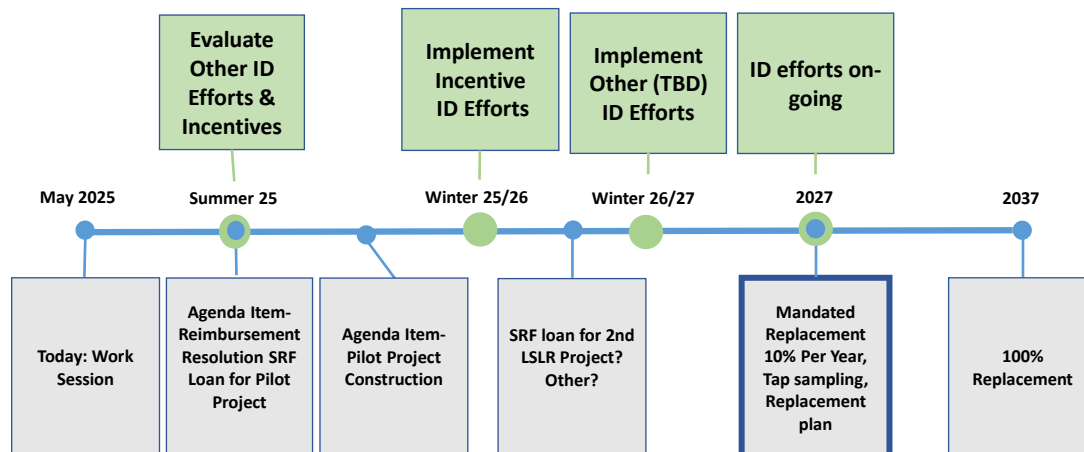 Evaluate
Other ID
Efforts &
Incentives
Implement
Incentive
ID Efforts
Implement
Other (TBD)
ID Efforts
ID efforts on-
going
May 2025
Summer 25
Winter 25/26
Winter 26/27
2027
2037
Today: Work
Session
Agenda Item-
Reimbursement
Resolution SRF
Loan for Pilot
Project
Agenda Item-
Pilot Project
Construction
SRF loan for 2nd
LSLR Project?
Other?
Mandated
Replacement
10% Per Year,
Tap sampling,
Replacement
plan
100%
Replacement